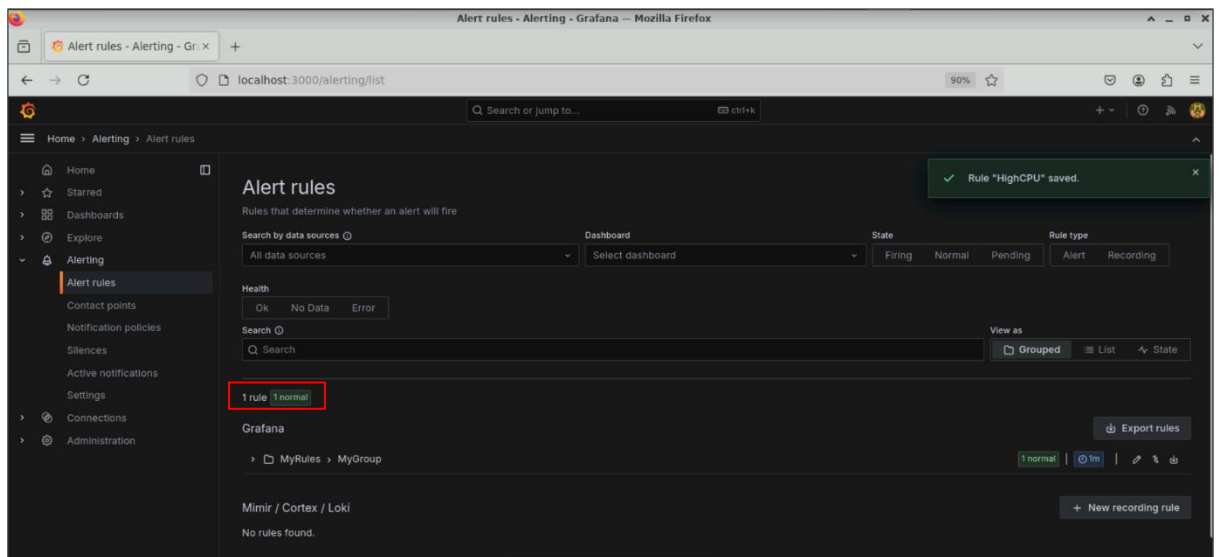 Alert rules - Alerting - Grafana — Mozilla Firefox
Alert rules - Alerting - Gr
localhost:3000/alerting/list
90%
Search or jump to...
ctrl+k
Home › Alerting › Alert rules
Home
Starred
Dashboards
Explore
Alerting
Alert rules
Contact points
Notification policies
Silences
Active notifications
Settings
Connections
Administration
Rule "HighCPU" saved.
Alert rules
Rules that determine whether an alert will fire
Search by data sources
Dashboard
State
Rule type
All data sources
Select dashboard
Firing Normal Pending
Alert Recording
Health
Ok No Data Error
Search
View as
Search
Grouped List State
1 rule 1 normal
Grafana
Export rules
MyRules › MyGroup
1 normal | 1m |
Mimir / Cortex / Loki
+ New recording rule
No rules found.